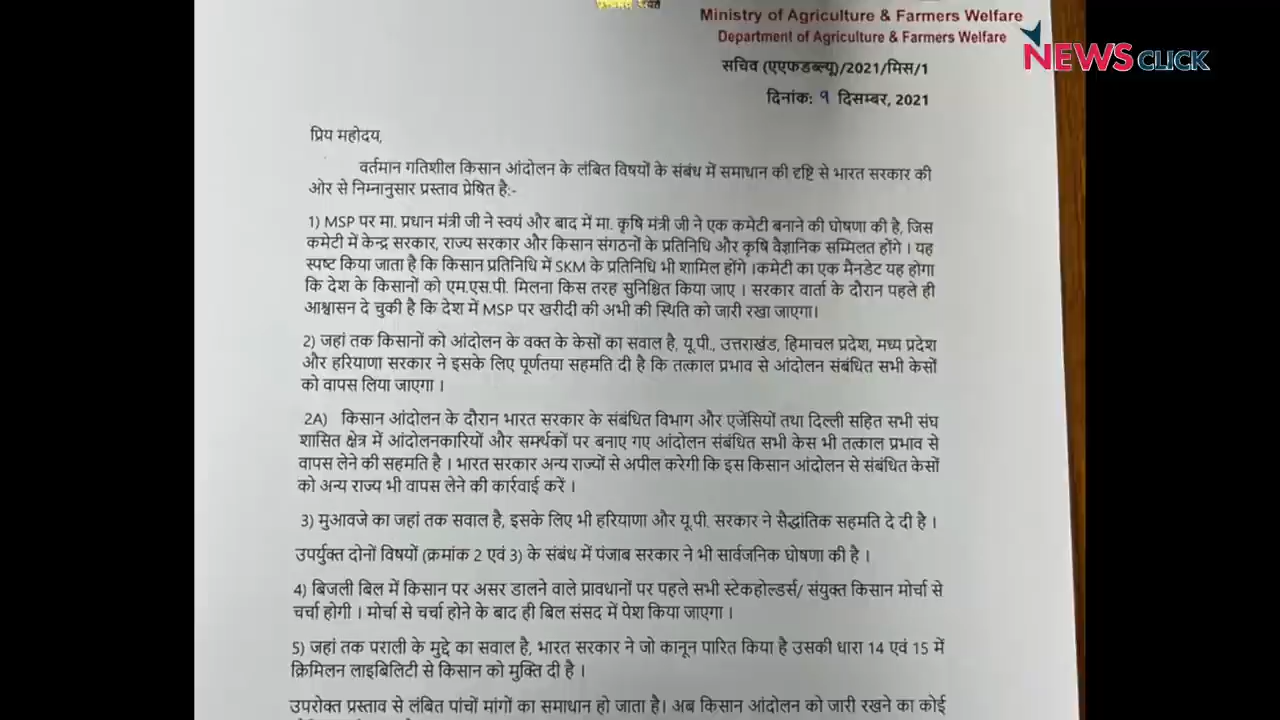 Ministry of Agriculture & Farmers Welfare
Department of Agriculture & Farmers Welfare
NEWS CLICK
सचिव (एएफडब्ल्यू)/2021/मिस/1
दिनांक: ९ दिसम्बर, 2021
प्रिय महोदय,
वर्तमान गतिशील किसान आंदोलन के लंबित विषयों के संबंध में समाधान की दृष्टि से भारत सरकार की
ओर से निम्नानुसार प्रस्ताव प्रेषित है:-
1) MSP पर मा. प्रधान मंत्री जी ने स्वयं और बाद में मा. कृषि मंत्री जी ने एक कमेटी बनाने की घोषणा की है, जिस
कमेटी में केन्द्र सरकार, राज्य सरकार और किसान संगठनों के प्रतिनिधि और कृषि वैज्ञानिक सम्मिलत होंगे । यह
स्पष्ट किया जाता है कि किसान प्रतिनिधि में SKM के प्रतिनिधि भी शामिल होंगे ।कमेटी का एक मैनडेट यह होगा
कि देश के किसानों को एम.एस.पी. मिलना किस तरह सुनिश्चित किया जाए । सरकार वार्ता के दौरान पहले ही
आश्वासन दे चुकी है कि देश में MSP पर खरीदी की अभी की स्थिति को जारी रखा जाएगा।
2) जहां तक किसानों को आंदोलन के वक्त के केसों का सवाल है, यू.पी., उत्तराखंड, हिमाचल प्रदेश, मध्य प्रदेश
और हरियाणा सरकार ने इसके लिए पूर्णतया सहमति दी है कि तत्काल प्रभाव से आंदोलन संबंधित सभी केसों
को वापस लिया जाएगा ।
2A) किसान आंदोलन के दौरान भारत सरकार के संबंधित विभाग और एजेंसियों तथा दिल्ली सहित सभी संघ
शासित क्षेत्र में आंदोलनकारियों और समर्थकों पर बनाए गए आंदोलन संबंधित सभी केस भी तत्काल प्रभाव से
वापस लेने की सहमति है । भारत सरकार अन्य राज्यों से अपील करेगी कि इस किसान आंदोलन से संबंधित केसों
को अन्य राज्य भी वापस लेने की कार्रवाई करें ।
3) मुआवजे का जहां तक सवाल है, इसके लिए भी हरियाणा और यू.पी. सरकार ने सैद्धांतिक सहमति दे दी है ।
उपर्युक्त दोनों विषयों (क्रमांक 2 एवं 3) के संबंध में पंजाब सरकार ने भी सार्वजनिक घोषणा की है ।
4) बिजली बिल में किसान पर असर डालने वाले प्रावधानों पर पहले सभी स्टेकहोल्डर्स/ संयुक्त किसान मोर्चा से
चर्चा होगी । मोर्चा से चर्चा होने के बाद ही बिल संसद में पेश किया जाएगा ।
5) जहां तक पराली के मुद्दे का सवाल है, भारत सरकार ने जो कानून पारित किया है उसकी धारा 14 एवं 15 में
क्रिमिलन लाइबिलिटी से किसान को मुक्ति दी है ।
उपरोक्त प्रस्ताव से लंबित पांचों मांगों का समाधान हो जाता है। अब किसान आंदोलन को जारी रखने का कोई